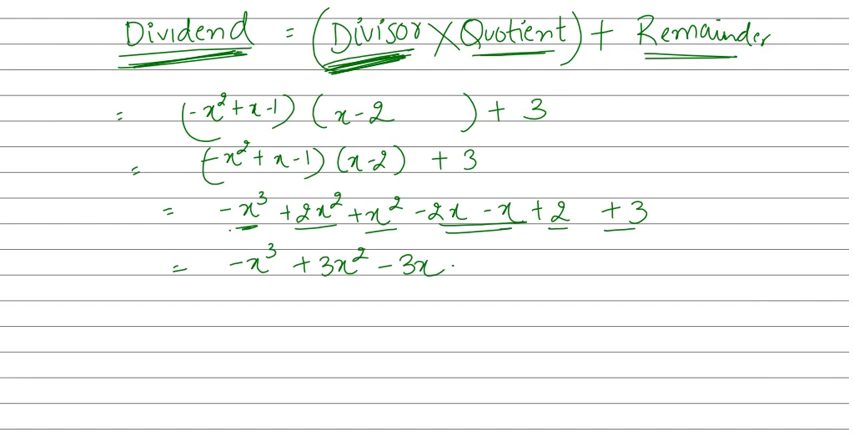 Dividend = (Divisor × Quotient) + Remainder
= (-x² + x - 1) (x - 2 ) + 3
= (-x² + x - 1) (x - 2) + 3
= -x³ + 2x² + x² - 2x - x + 2 + 3
= -x³ + 3x² - 3x